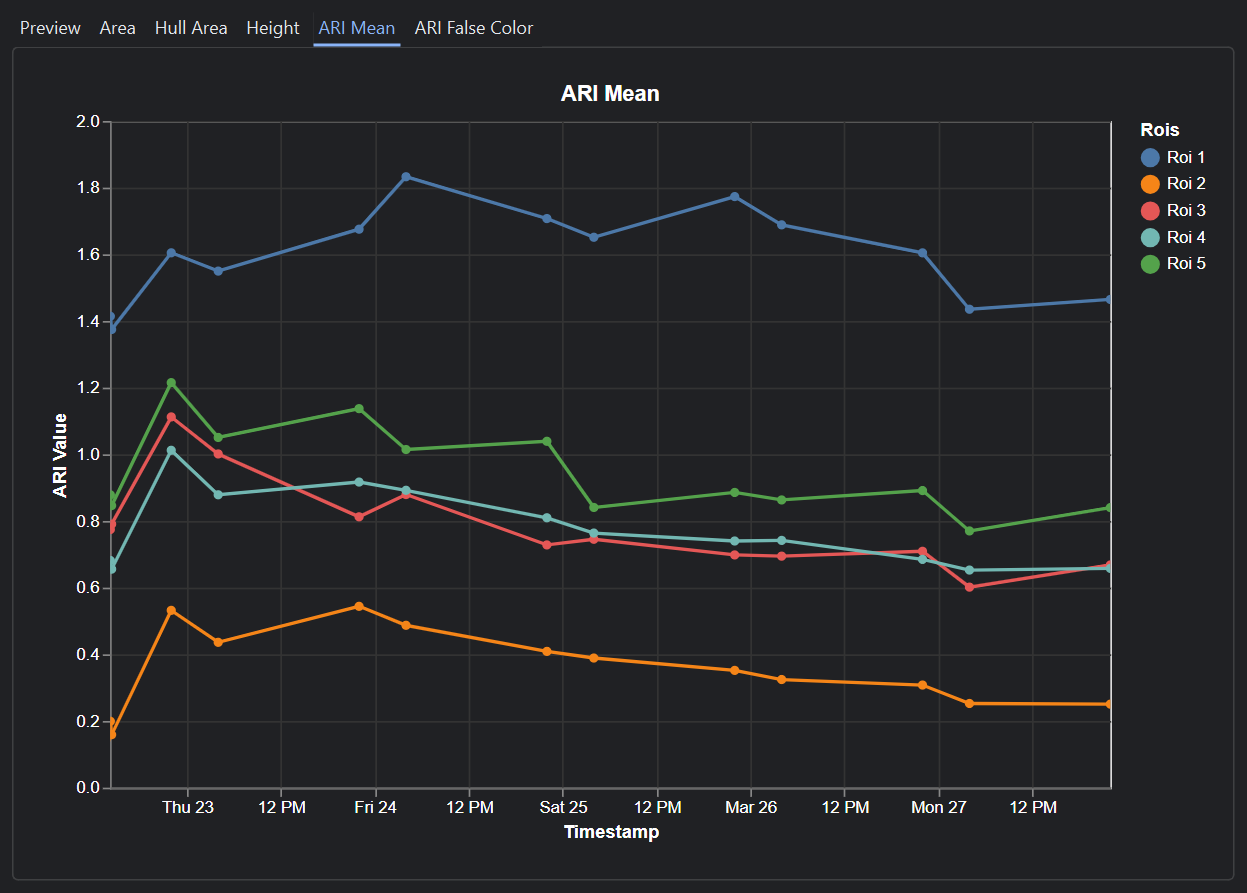 Preview Area Hull Area Height ARI Mean ARI False Color
ARI Mean
Rois
Roi 1
Roi 2
Roi 3
Roi 4
Roi 5
ARI Value
2.0
1.8
1.6
1.4
1.2
1.0
0.8
0.6
0.4
0.2
0.0
Thu 23 12 PM Fri 24 12 PM Sat 25 12 PM Mar 26 12 PM Mon 27 12 PM
Timestamp